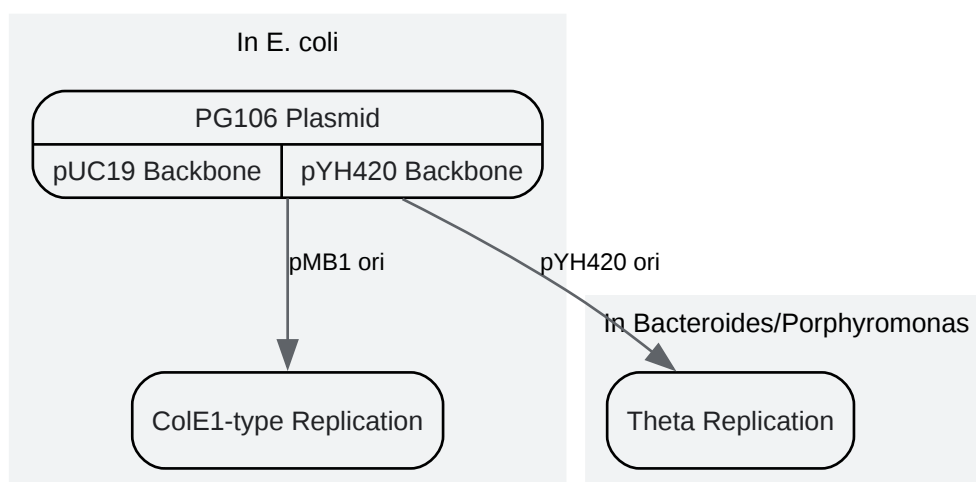 In E. coli
PG106 Plasmid
pUC19 Backbone
pYH420 Backbone
pMB1 ori
pYH420 ori
In Bacteroides/Porphyromonas
ColE1-type Replication
Theta Replication